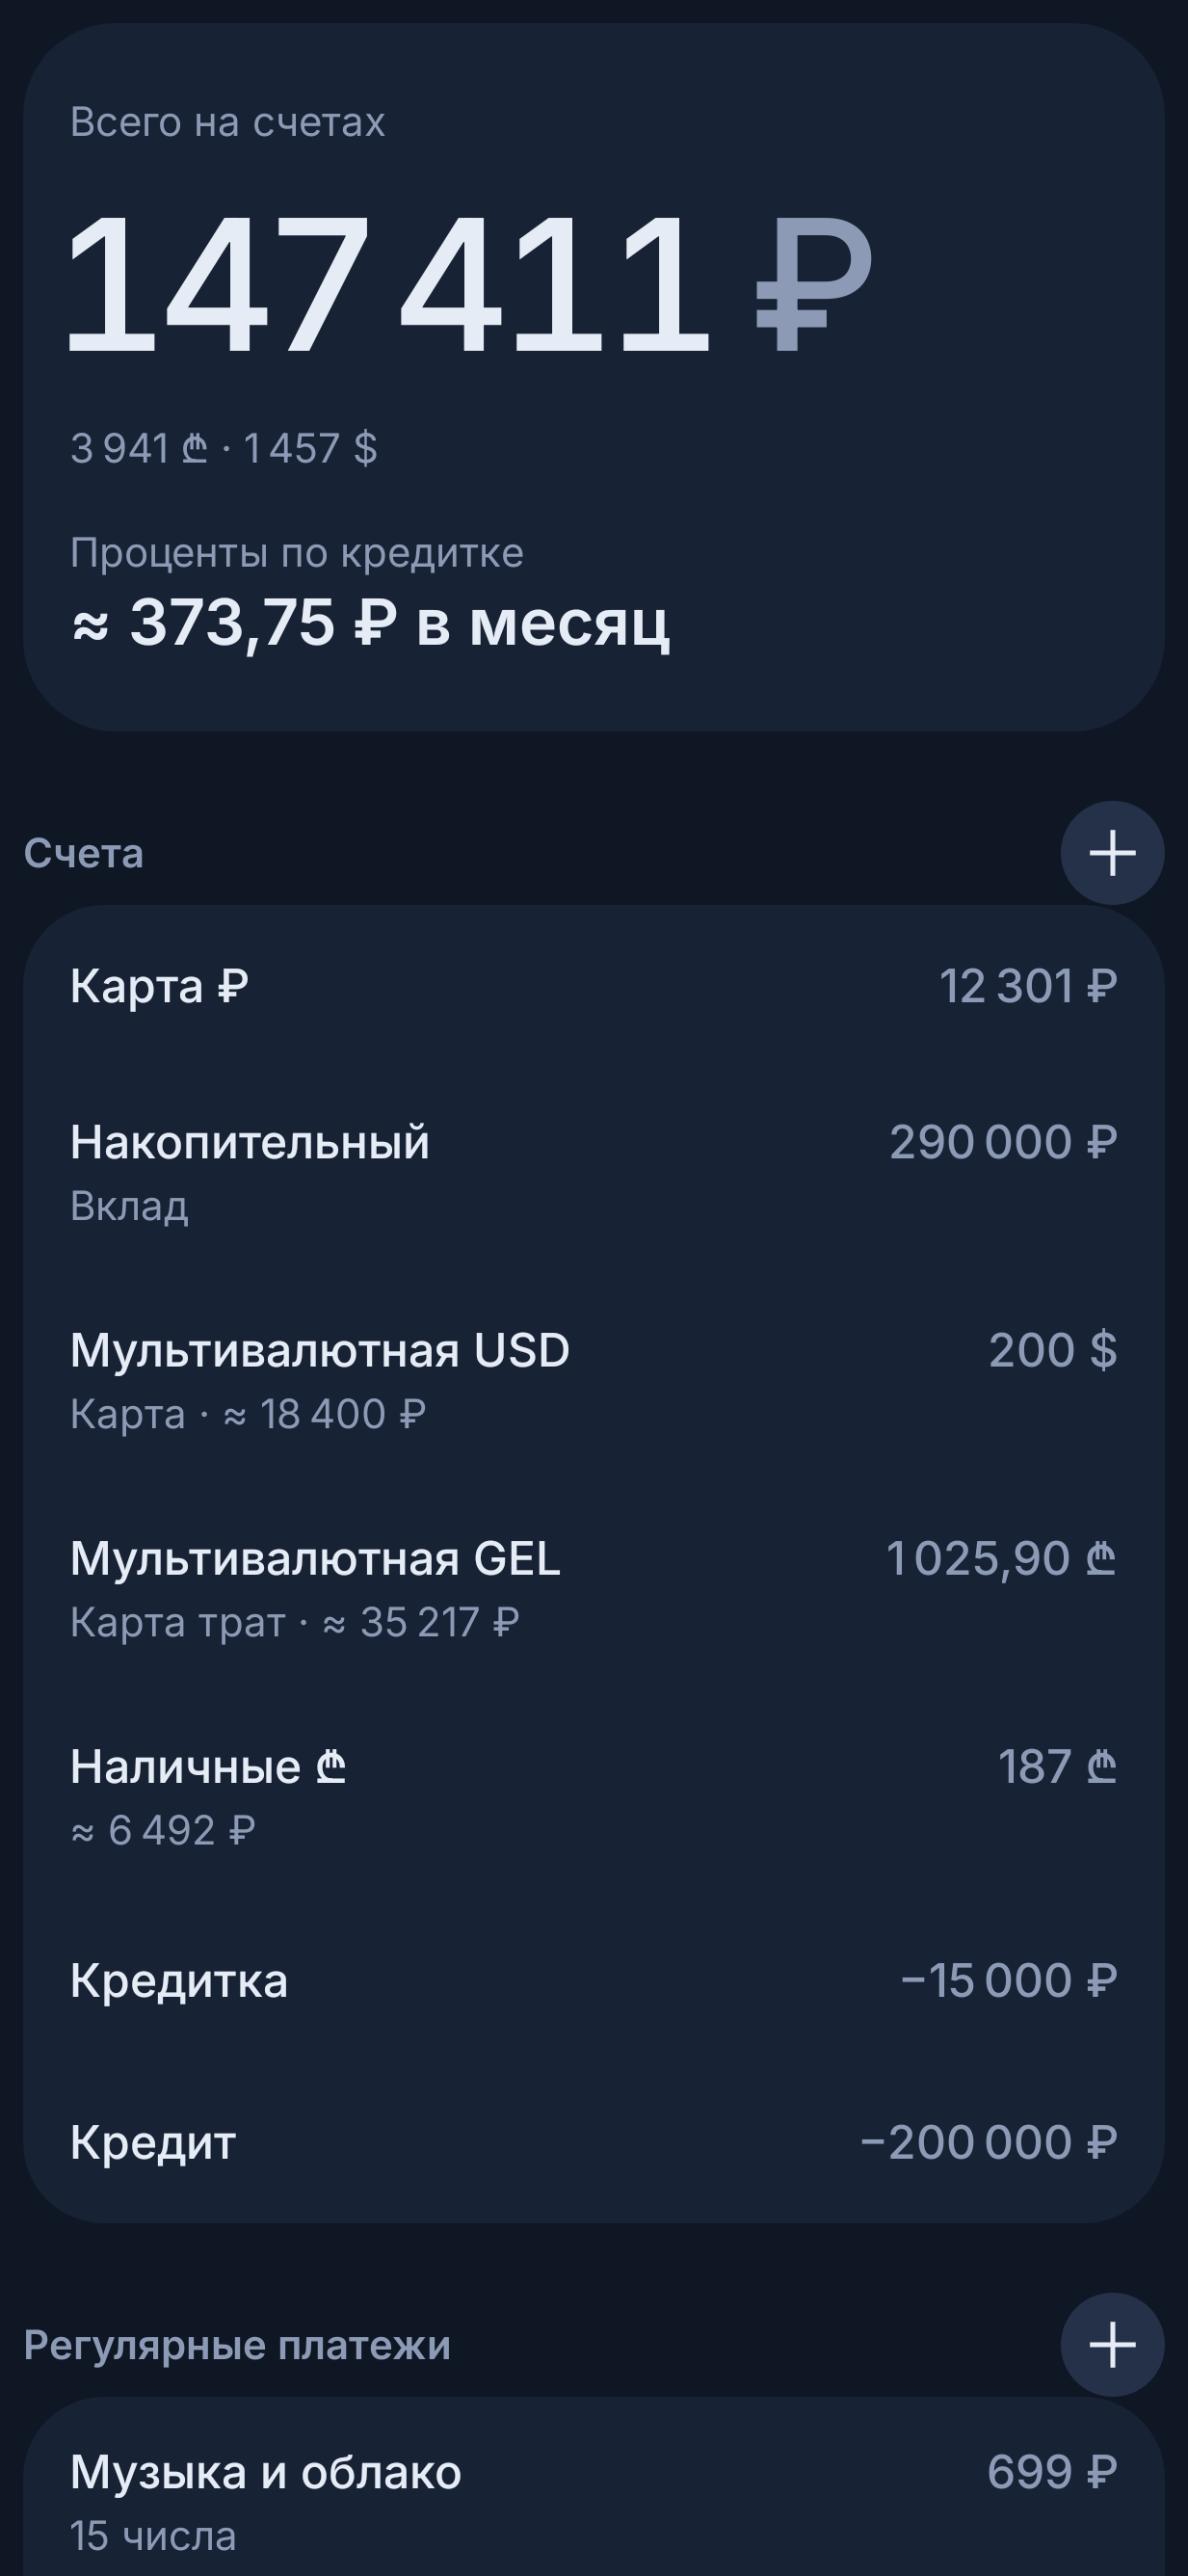 Всего на счетах
147 411 ₽
3 941 ₾ · 1 457 $
Проценты по кредитке
≈ 373,75 ₽ в месяц
Счета
Карта ₽
12 301 ₽
Накопительный
290 000 ₽
Вклад
Мультивалютная USD
200 $
Карта · ≈ 18 400 ₽
Мультивалютная GEL
1 025,90 ₾
Карта трат · ≈ 35 217 ₽
Наличные ₾
187 ₾
≈ 6 492 ₽
Кредитка
−15 000 ₽
Кредит
−200 000 ₽
Регулярные платежи
Музыка и облако
699 ₽
15 числа